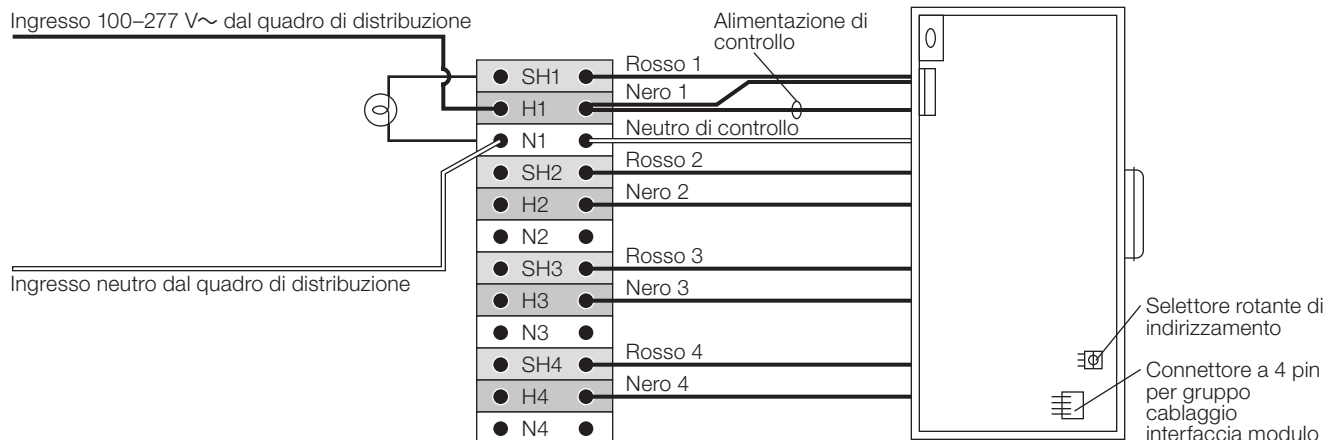 Ingresso 100–277 V~ dal quadro di distribuzione
Alimentazione di
controllo
SH1
Rosso 1
H1
Nero 1
N1
Neutro di controllo
SH2
Rosso 2
H2
Nero 2
N2
SH3
Rosso 3
Ingresso neutro dal quadro di distribuzione
H3
Nero 3
N3
SH4
Rosso 4
H4
Nero 4
N4
Selettore rotante di
indirizzamento
Connettore a 4 pin
per gruppo
cablaggio
interfaccia modulo